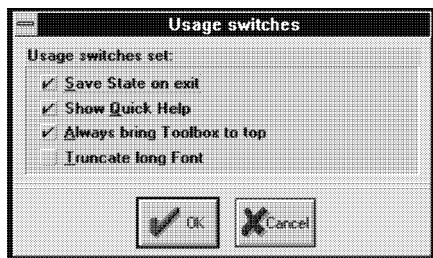 Usage switches
Usage switches set:
Save State on exit
Show Quick Help
Always bring Toolbox to top
Truncate long Font
OK
Cancel